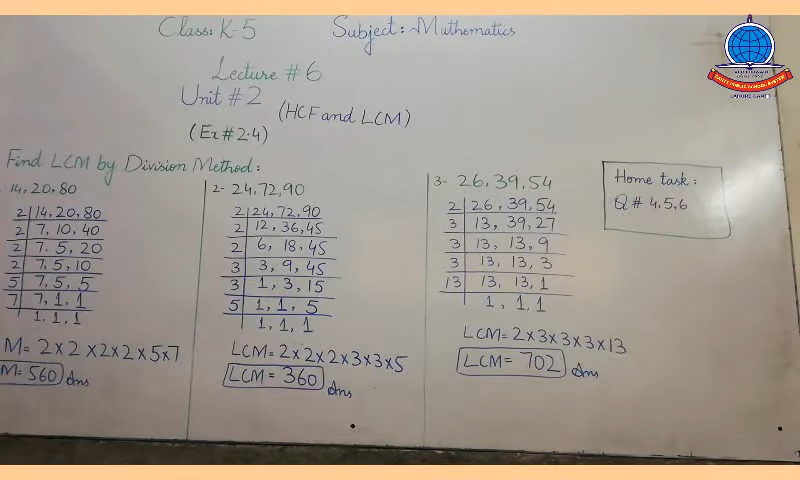 Class: K-5 Subject: Mathematics
Lecture # 6
Unit # 2 (HCF and LCM)
(Ex # 2.4)
Find LCM by Division Method:
14, 20, 80
2 | 14, 20, 80
2 | 7, 10, 40
2 | 7, 5, 20
2 | 7, 5, 10
5 | 7, 5, 5
7 | 7, 1, 1
1, 1, 1
M = 2 × 2 × 2 × 2 × 5 × 7
M = 560 Ans
2- 24, 72, 90
2 | 24, 72, 90
2 | 12, 36, 45
2 | 6, 18, 45
3 | 3, 9, 45
3 | 1, 3, 15
5 | 1, 1, 5
1, 1, 1
LCM = 2 × 2 × 2 × 3 × 3 × 5
LCM = 360 Ans
3- 26, 39, 54
2 | 26, 39, 54
3 | 13, 39, 27
3 | 13, 13, 9
3 | 13, 13, 3
13 | 13, 13, 1
1, 1, 1
LCM = 2 × 3 × 3 × 3 × 13
LCM = 702 Ans
Home task:
Q # 4, 5, 6
CANTT PUBLIC SCHOOL SYSTEM
LAHORE CANTT